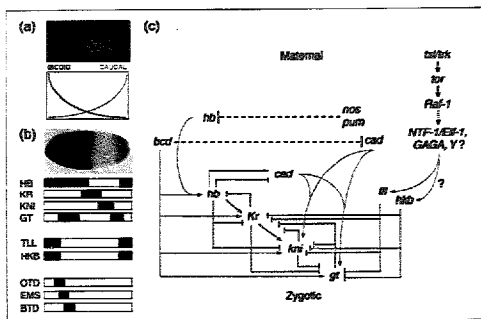 (a)
BICOID CAUDAL
(b)
HB
KR
KNI
GT
TLL
HKB
OTD
EMS
BTD
(c)
Maternal
tsl/trk
tor
Raf-1
NTF-1/Elf-1,
GAGA, Y ?
hb
nos
pum
bcd
cad
cad
tll
?
hkb
hb
Kr
kni
gt
Zygotic